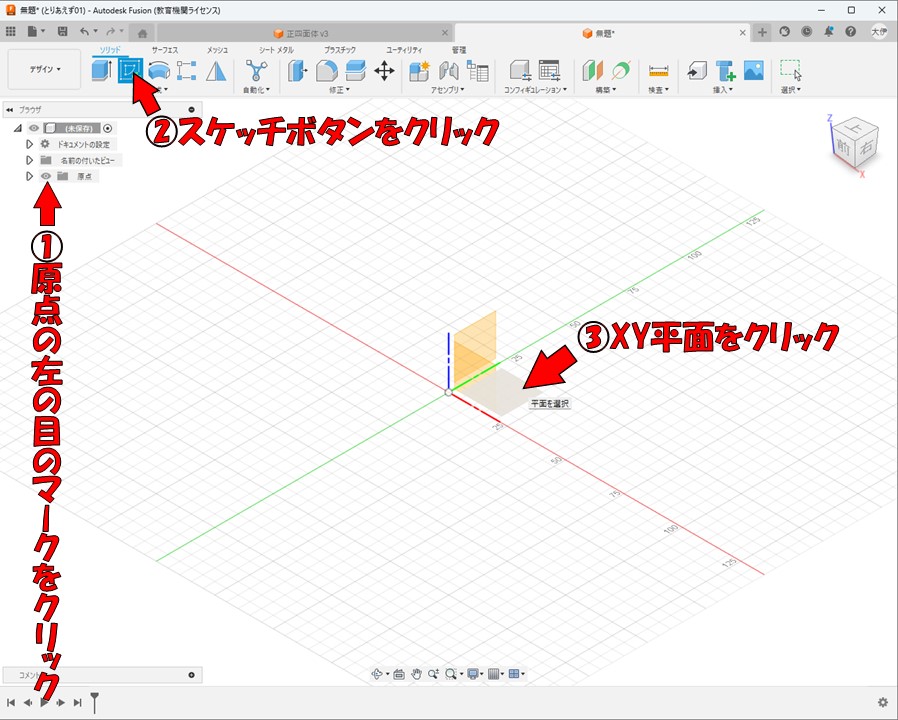 無題* (とりあえず01) - Autodesk Fusion (教育機関ライセンス)
正四面体 v3
無題*
大伊
ソリッド サーフェス メッシュ シート メタル プラスチック ユーティリティ 管理
デザイン
自動化 修正 アセンブリ コンフィギュレーション 構築 検査 挿入 選択
ブラウザ
②スケッチボタンをクリック
(未保存)
ドキュメントの設定
名前の付いたビュー
原点
Z
上
前
右
X
①原点の左の目のマークをクリック
125
100
75
50
25
③XY平面をクリック
平面を選択
25
50
75
100
125